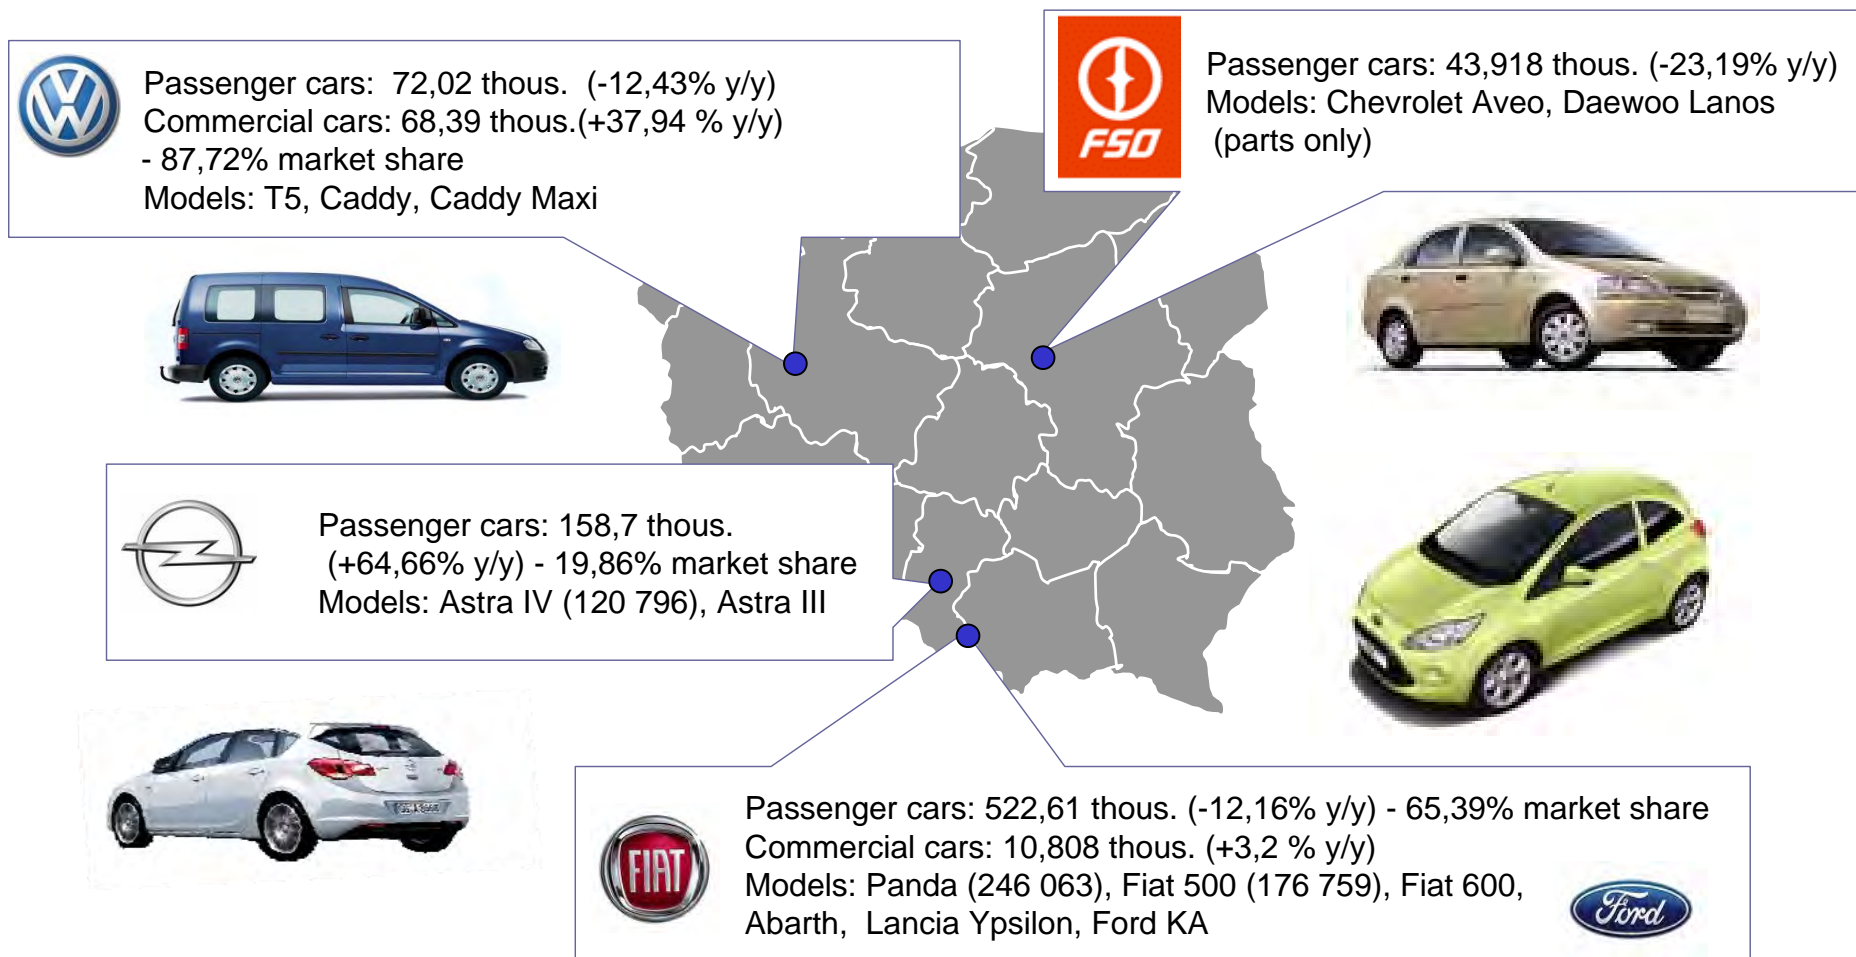 Passenger cars: 72,02 thous. (-12,43% y/y)
Commercial cars: 68,39 thous.(+37,94 % y/y)
- 87,72% market share
Models: T5, Caddy, Caddy Maxi
FSO
Passenger cars: 43,918 thous. (-23,19% y/y)
Models: Chevrolet Aveo, Daewoo Lanos
(parts only)
Passenger cars: 158,7 thous.
(+64,66% y/y) - 19,86% market share
Models: Astra IV (120 796), Astra III
FIAT
Passenger cars: 522,61 thous. (-12,16% y/y) - 65,39% market share
Commercial cars: 10,808 thous. (+3,2 % y/y)
Models: Panda (246 063), Fiat 500 (176 759), Fiat 600,
Abarth, Lancia Ypsilon, Ford KA
Ford